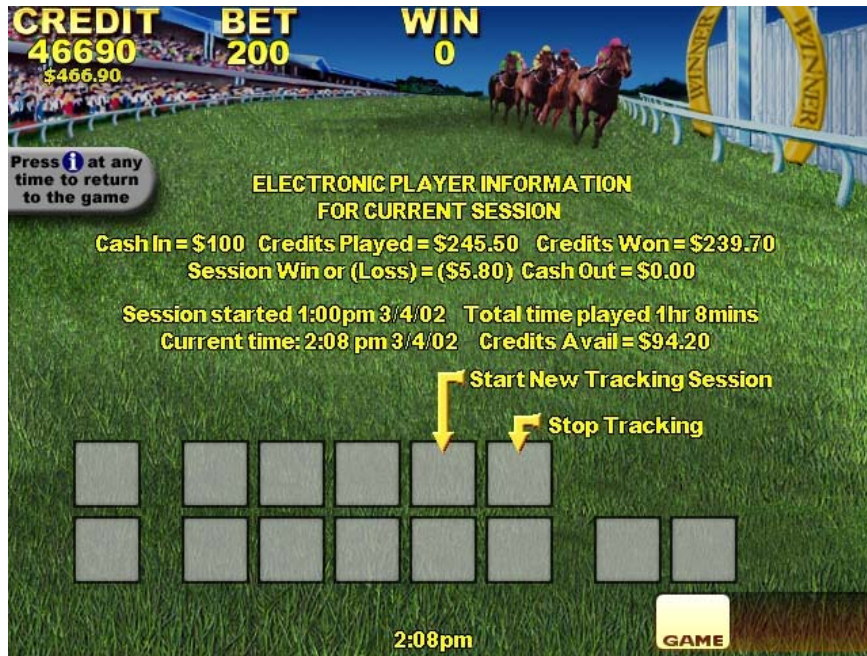 CREDIT BET WIN
46690 200 0
$466.90
WINNER WINNER
Press i at any
time to return
to the game
ELECTRONIC PLAYER INFORMATION
FOR CURRENT SESSION
Cash In = $100 Credits Played = $245.50 Credits Won = $239.70
Session Win or (Loss) = ($5.80) Cash Out = $0.00
Session started 1:00pm 3/4/02 Total time played 1hr 8mins
Current time: 2:08 pm 3/4/02 Credits Avail = $94.20
Start New Tracking Session
Stop Tracking
2:08pm
GAME